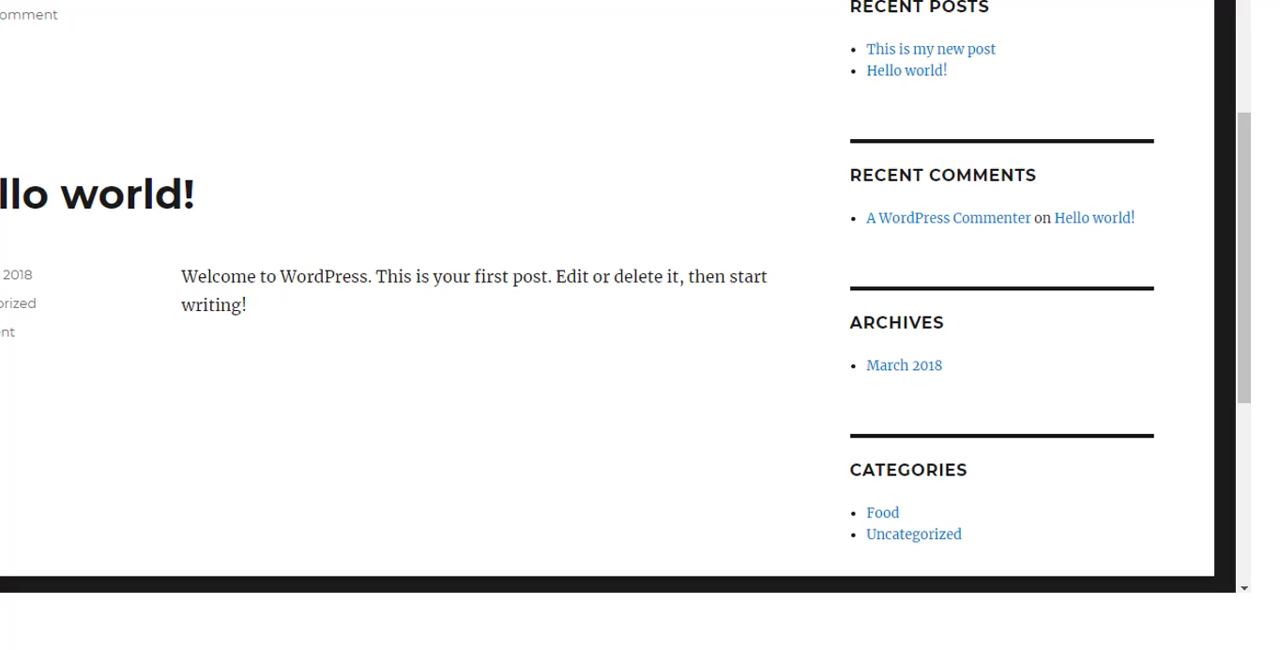 omment
llo world!
2018
orized
nt
Welcome to WordPress. This is your first post. Edit or delete it, then start
writing!
RECENT POSTS
This is my new post
Hello world!
RECENT COMMENTS
A WordPress Commenter on Hello world!
ARCHIVES
March 2018
CATEGORIES
Food
Uncategorized